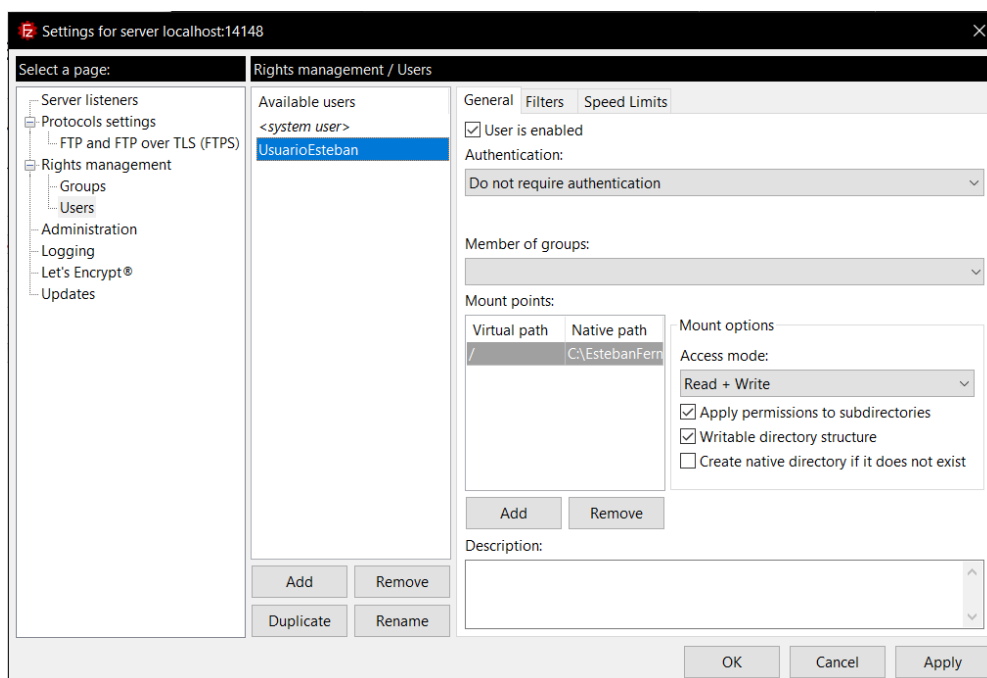 Settings for server localhost:14148
Select a page:
Server listeners
Protocols settings
FTP and FTP over TLS (FTPS)
Rights management
Groups
Users
Administration
Logging
Let's Encrypt®
Updates
Rights management / Users
Available users
<system user>
UsuarioEsteban
Add Remove
Duplicate Rename
General Filters Speed Limits
User is enabled
Authentication:
Do not require authentication
Member of groups:
Mount points:
Virtual path Native path
/ C:\EstebanFern
Add Remove
Mount options
Access mode:
Read + Write
Apply permissions to subdirectories
Writable directory structure
Create native directory if it does not exist
Description:
OK Cancel Apply